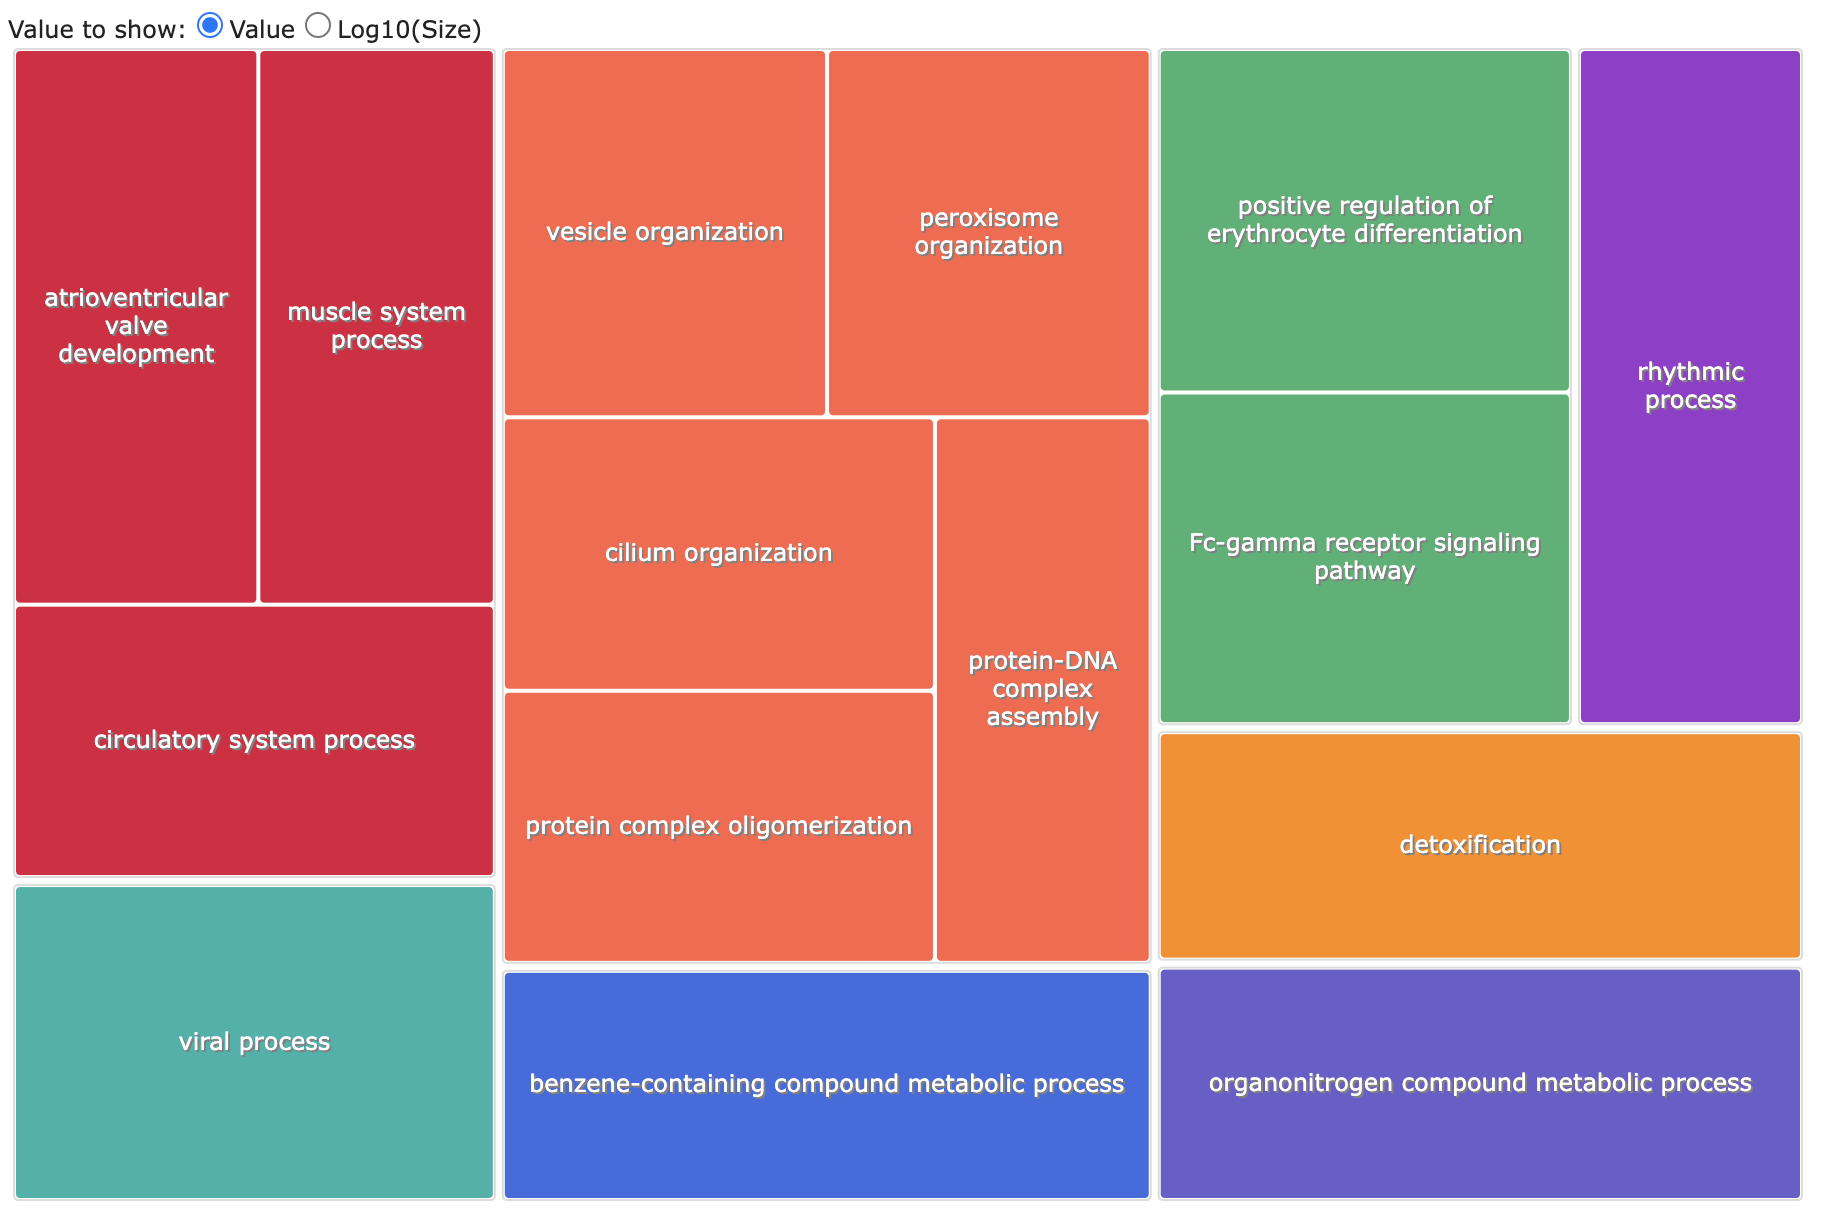 Value to show: Value Log10(Size)
atrioventricular
valve
development
muscle system
process
circulatory system process
viral process
vesicle organization
peroxisome
organization
cilium organization
protein complex oligomerization
protein-DNA
complex
assembly
benzene-containing compound metabolic process
positive regulation of
erythrocyte differentiation
Fc-gamma receptor signaling
pathway
rhythmic
process
detoxification
organonitrogen compound metabolic process